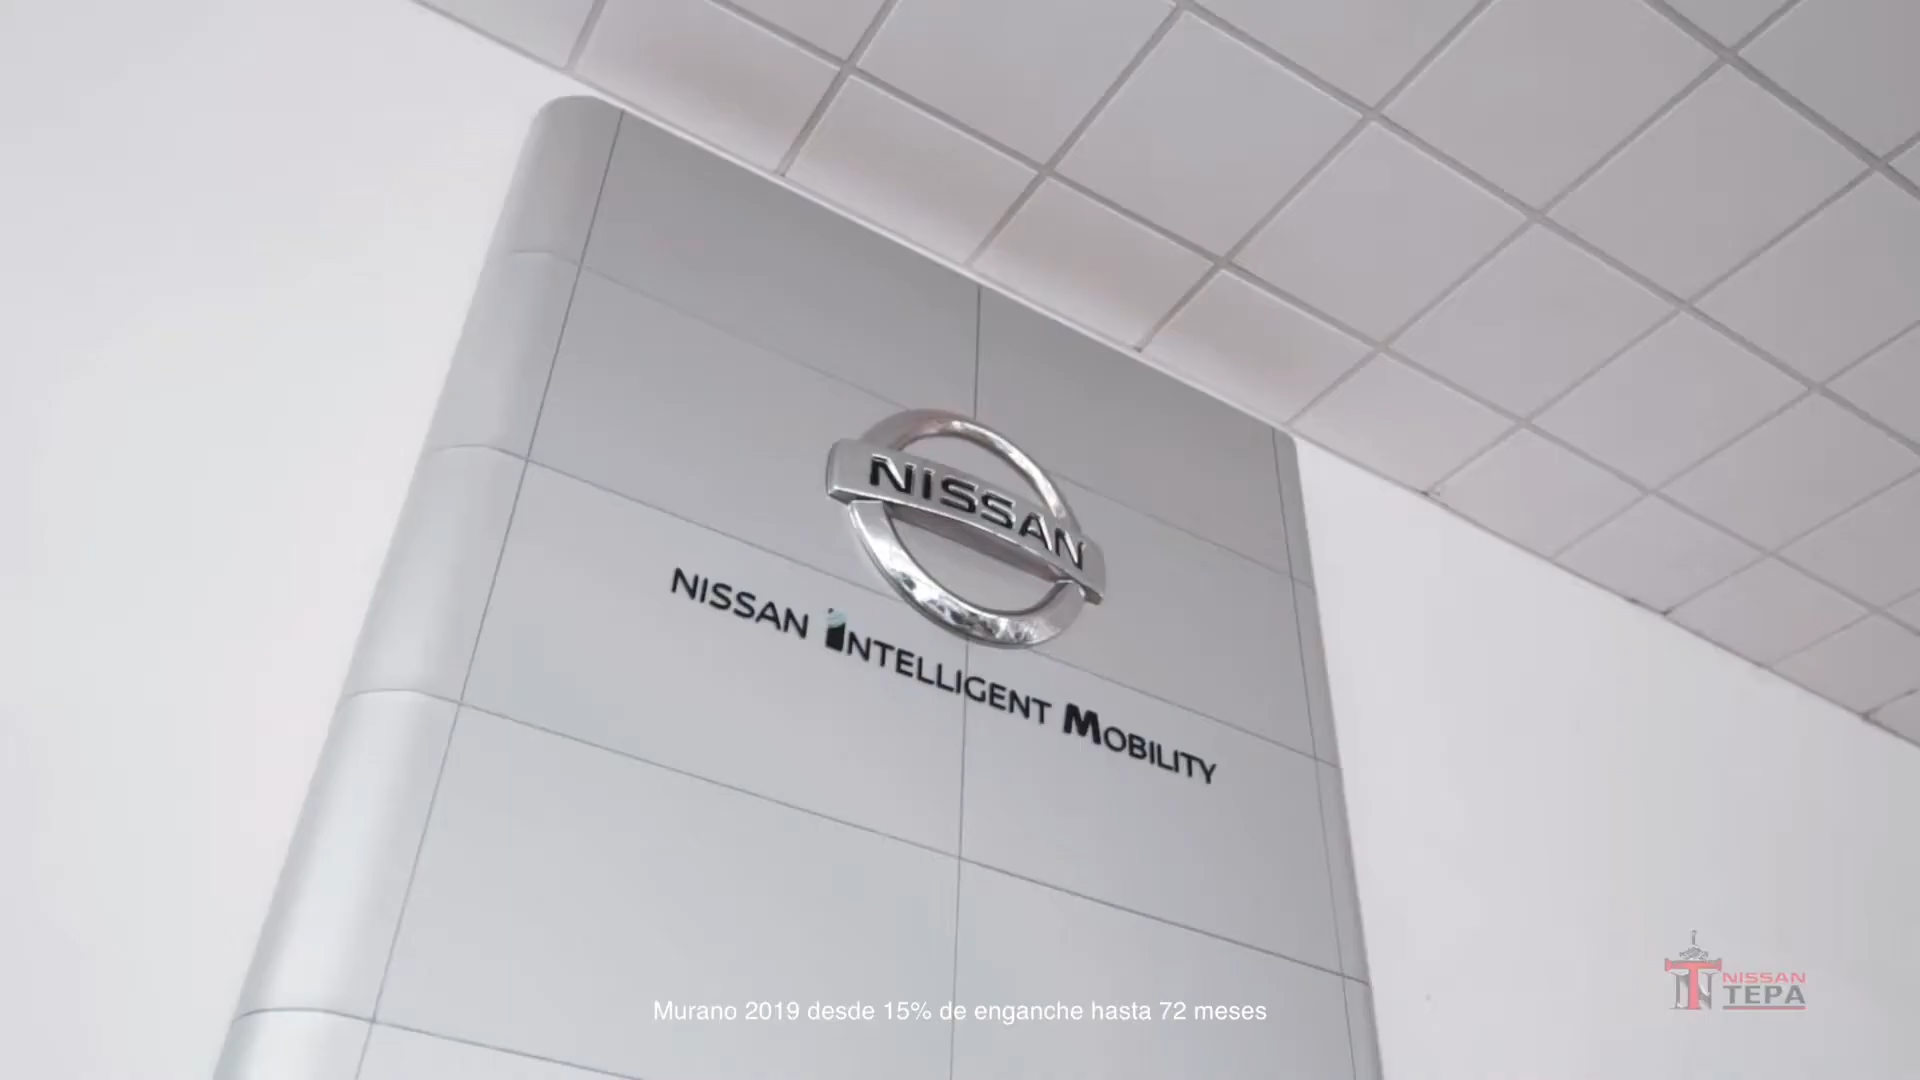 NISSAN
NISSAN INTELLIGENT MOBILITY
Murano 2019 desde 15% de enganche hasta 72 meses
NISSAN
TEPA